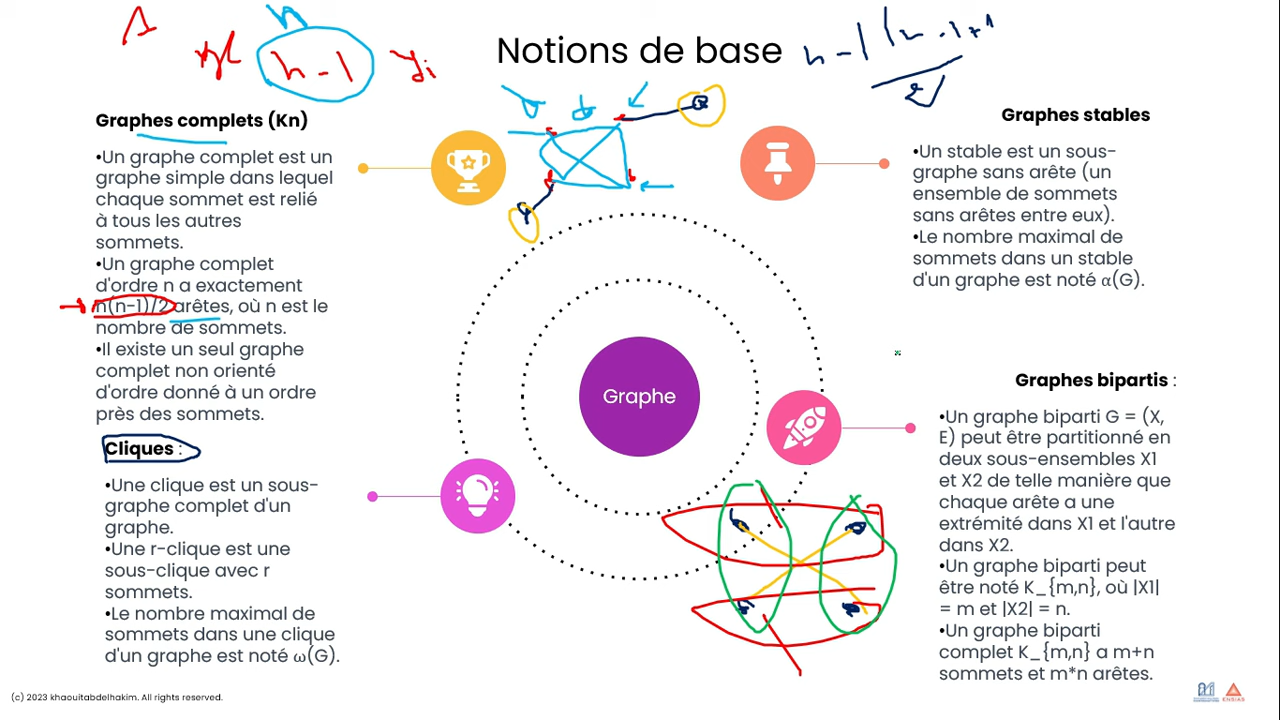 n
n - 1
Notions de base
Graphes complets (Kn)
•Un graphe complet est un
graphe simple dans lequel
chaque sommet est relié
à tous les autres
sommets.
•Un graphe complet
d'ordre n a exactement
n(n-1)/2 arêtes, où n est le
nombre de sommets.
•Il existe un seul graphe
complet non orienté
d'ordre donné à un ordre
près des sommets.
Cliques :
•Une clique est un sous-
graphe complet d'un
graphe.
•Une r-clique est une
sous-clique avec r
sommets.
•Le nombre maximal de
sommets dans une clique
d'un graphe est noté ω(G).
Graphe
Graphes stables
•Un stable est un sous-
graphe sans arête (un
ensemble de sommets
sans arêtes entre eux).
•Le nombre maximal de
sommets dans un stable
d'un graphe est noté α(G).
Graphes bipartis :
•Un graphe biparti G = (X,
E) peut être partitionné en
deux sous-ensembles X1
et X2 de telle manière que
chaque arête a une
extrémité dans X1 et l'autre
dans X2.
•Un graphe biparti peut
être noté K_{m,n}, où |X1|
= m et |X2| = n.
•Un graphe biparti
complet K_{m,n} a m+n
sommets et m*n arêtes.
(c) 2023 khaouitabdelhakim. All rights reserved.
ENSIAS